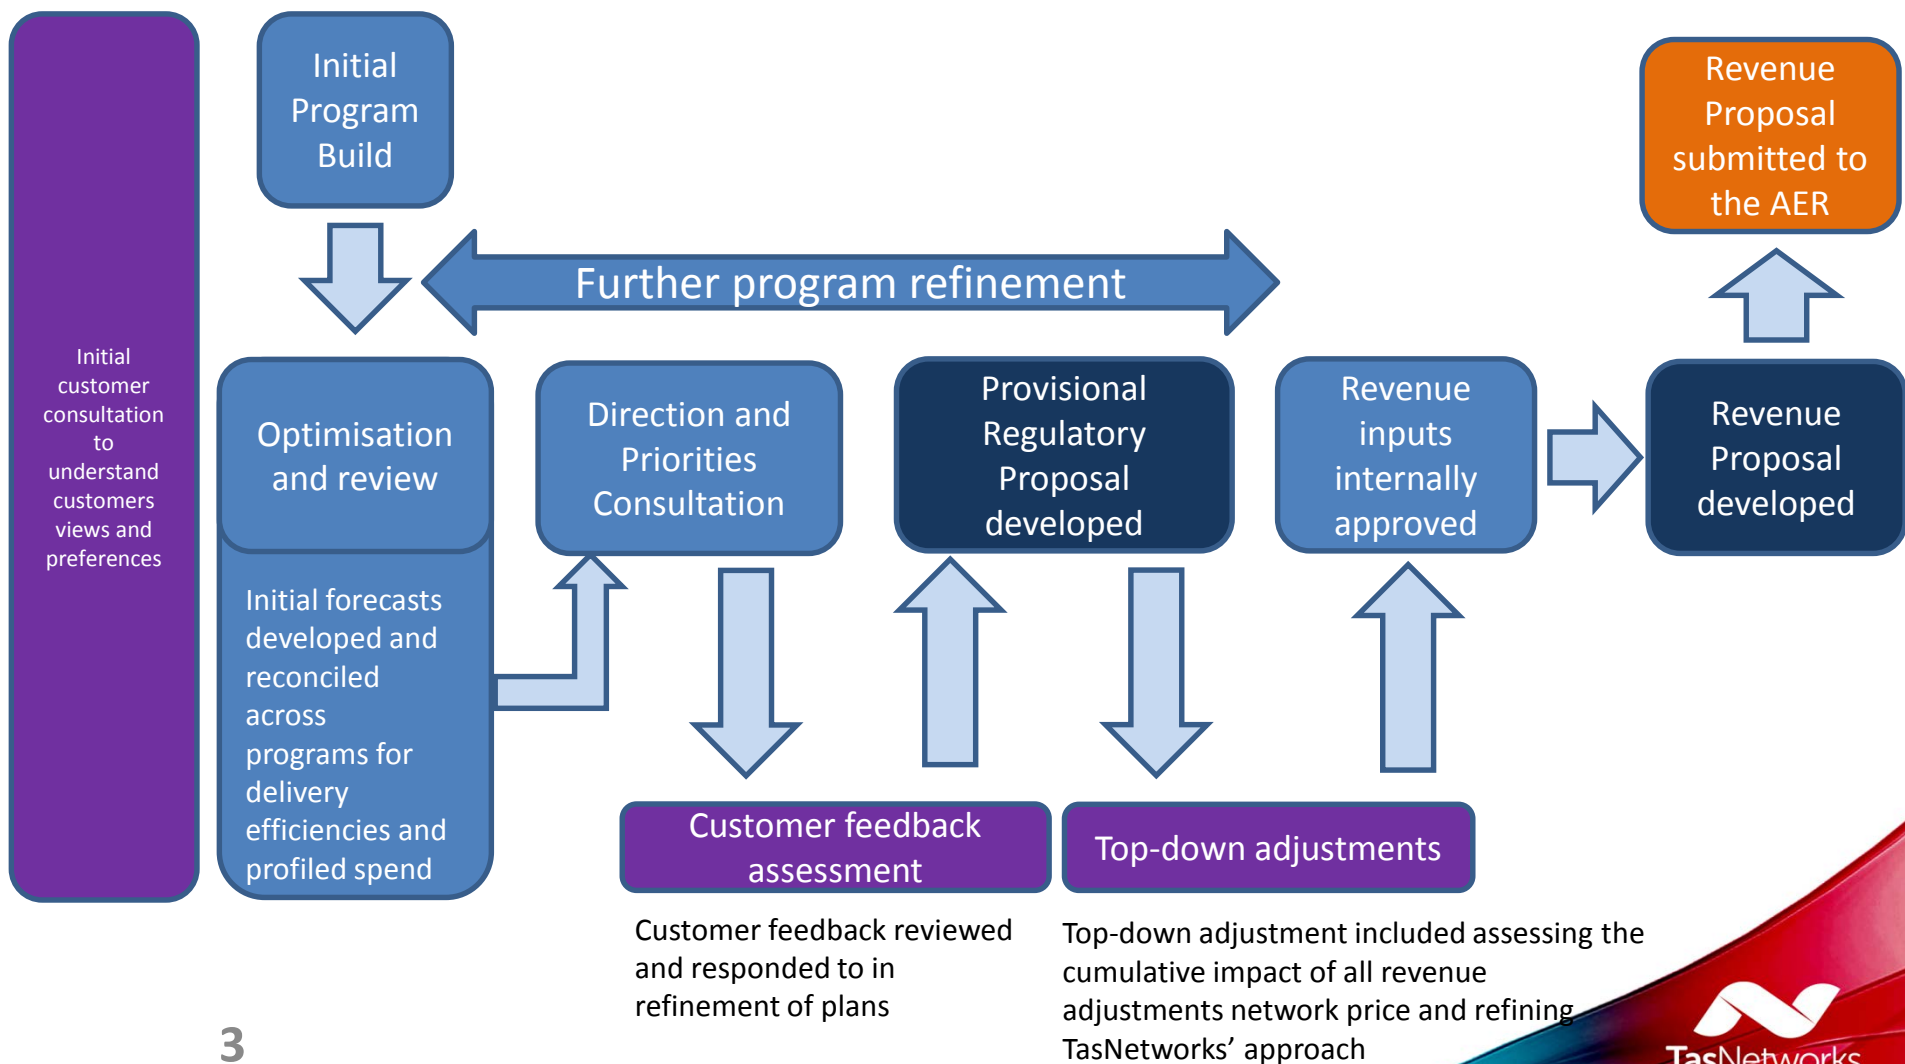 Initial
customer
consultation
to
understand
customers
views and
preferences
Initial
Program
Build
Further program refinement
Optimisation
and review
Initial forecasts
developed and
reconciled
across
programs for
delivery
efficiencies and
profiled spend
Direction and
Priorities
Consultation
Provisional
Regulatory
Proposal
developed
Revenue
inputs
internally
approved
Revenue
Proposal
developed
Revenue
Proposal
submitted to
the AER
Customer feedback
assessment
Customer feedback reviewed
and responded to in
refinement of plans
Top-down adjustments
Top-down adjustment included assessing the
cumulative impact of all revenue
adjustments network price and refining
TasNetworks’ approach
3
TasNetworks